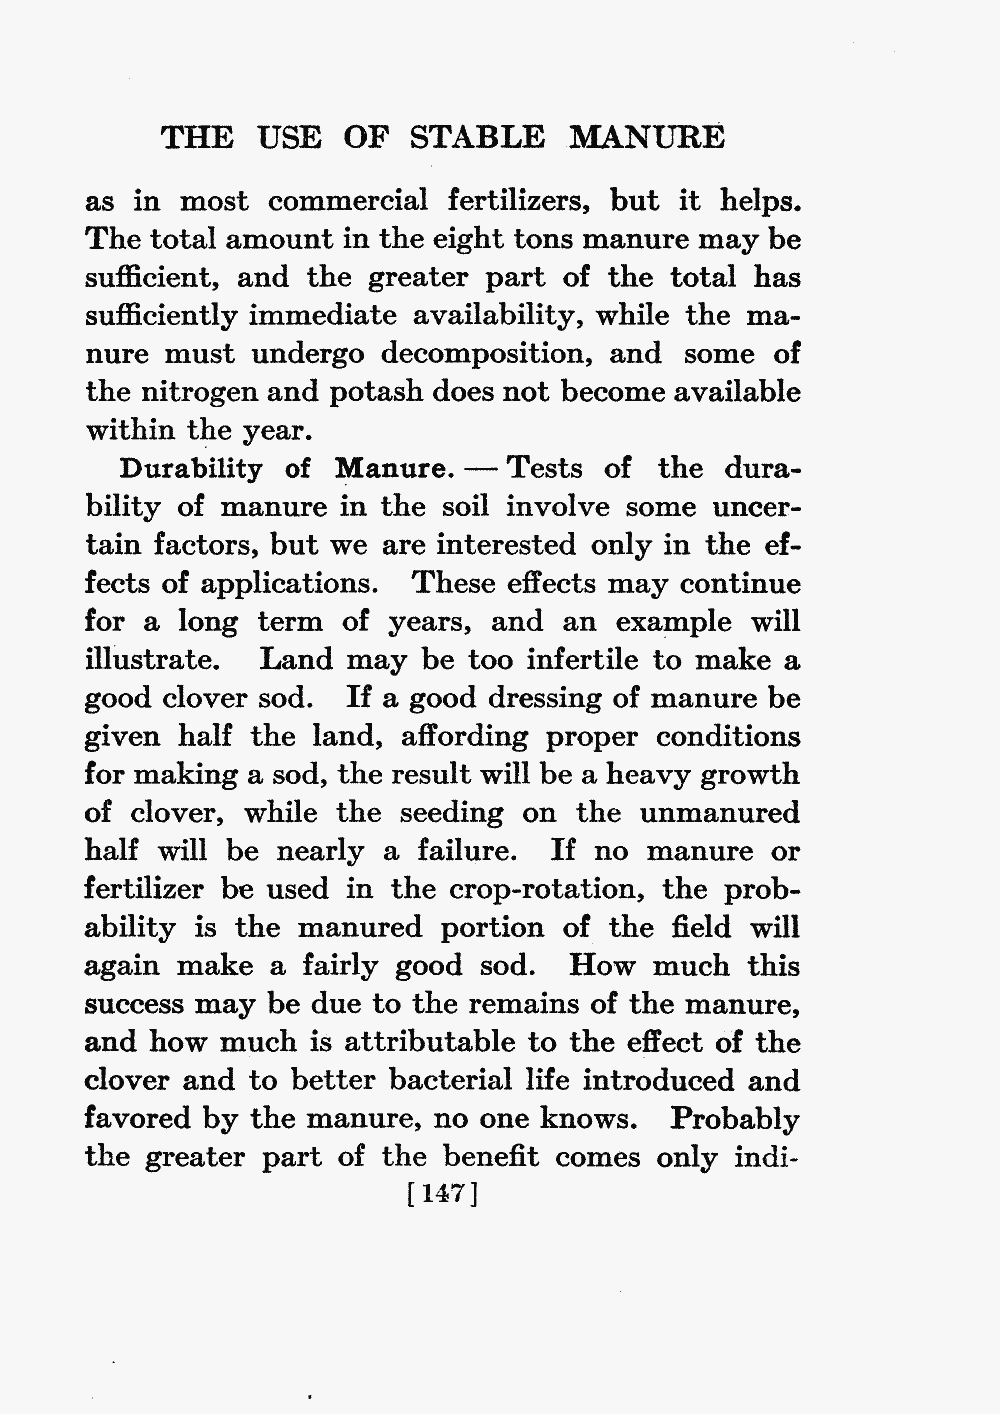 THE USE OF STABLE MANURE
as in most commercial fertilizers, but it helps.
The total amount in the eight tons manure may be
sufficient, and the greater part of the total has
sufficiently immediate availability, while the ma-
nure must undergo decomposition, and some of
the nitrogen and potash does not become available
within the year.
Durability of Manure. — Tests of the dura-
bility of manure in the soil involve some uncer-
tain factors, but we are interested only in the ef-
fects of applications. These effects may continue
for a long term of years, and an example will
illustrate. Land may be too infertile to make a
good clover sod. If a good dressing of manure be
given half the land, affording proper conditions
for making a sod, the result will be a heavy growth
of clover, while the seeding on the unmanured
half will be nearly a failure. If no manure or
fertilizer be used in the crop-rotation, the prob-
ability is the manured portion of the field will
again make a fairly good sod. How much this
success may be due to the remains of the manure,
and how much is attributable to the effect of the
clover and to better bacterial life introduced and
favored by the manure, no one knows. Probably
the greater part of the benefit comes only indi-
[147]